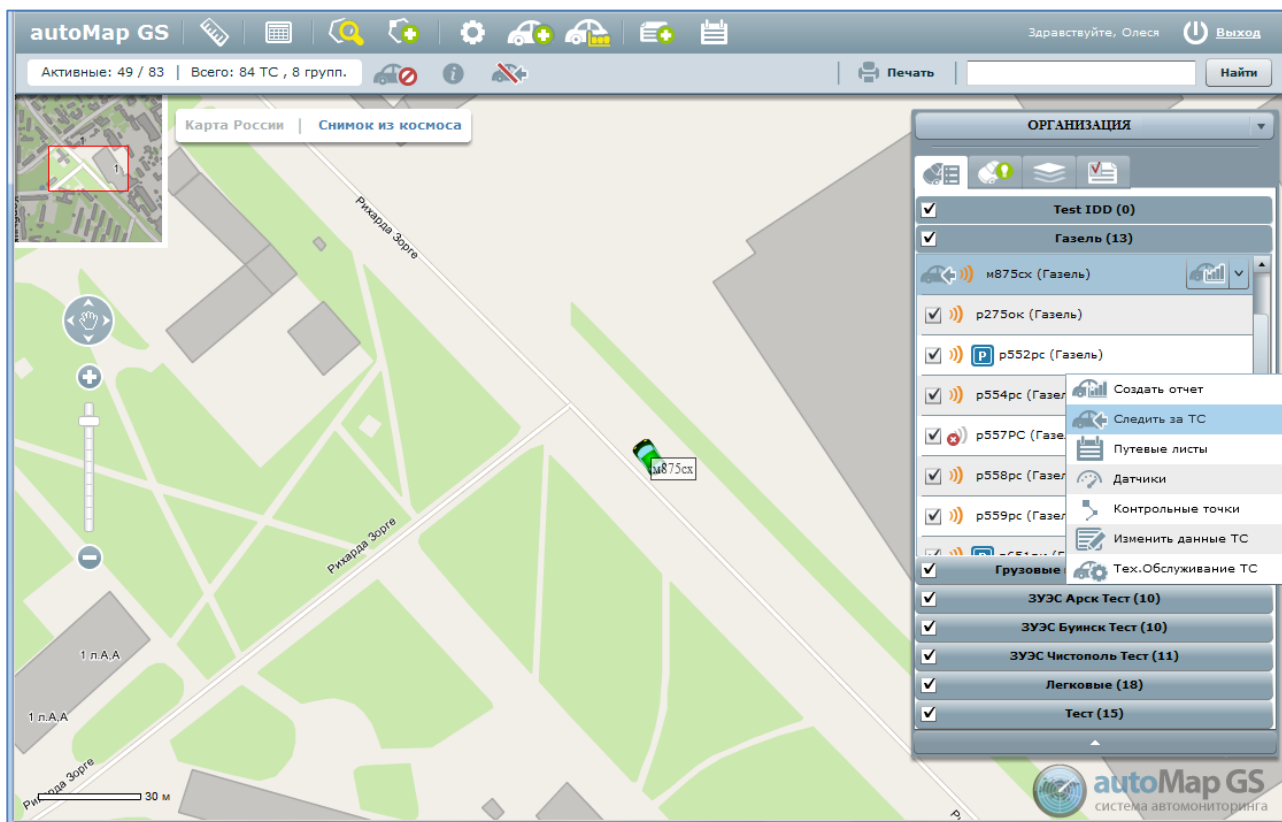 autoMap GS
Здравствуйте, Олеся
Выход
Активные: 49 / 83 | Всего: 84 ТС , 8 групп.
Печать
Найти
Карта России | Снимок из космоса
1
1
Рихарда Зорге
Рихарда Зорге
Рихарда Зорге
м875сх
1 л.А,А
1 л.А,А
30 м
ОРГАНИЗАЦИЯ
Test IDD (0)
Газель (13)
м875сх (Газель)
р275ок (Газель)
P р552рс (Газель)
р554рс (Газел
р557РС (Газе
р558рс (Газел
р559рс (Газел
P
Создать отчет
Следить за ТС
Путевые листы
Датчики
Контрольные точки
Изменить данные ТС
Тех.Обслуживание ТС
Грузовые
ЗУЭС Арск Тест (10)
ЗУЭС Буинск Тест (10)
ЗУЭС Чистополь Тест (11)
Легковые (18)
Тест (15)
autoMap GS
система автомониторинга